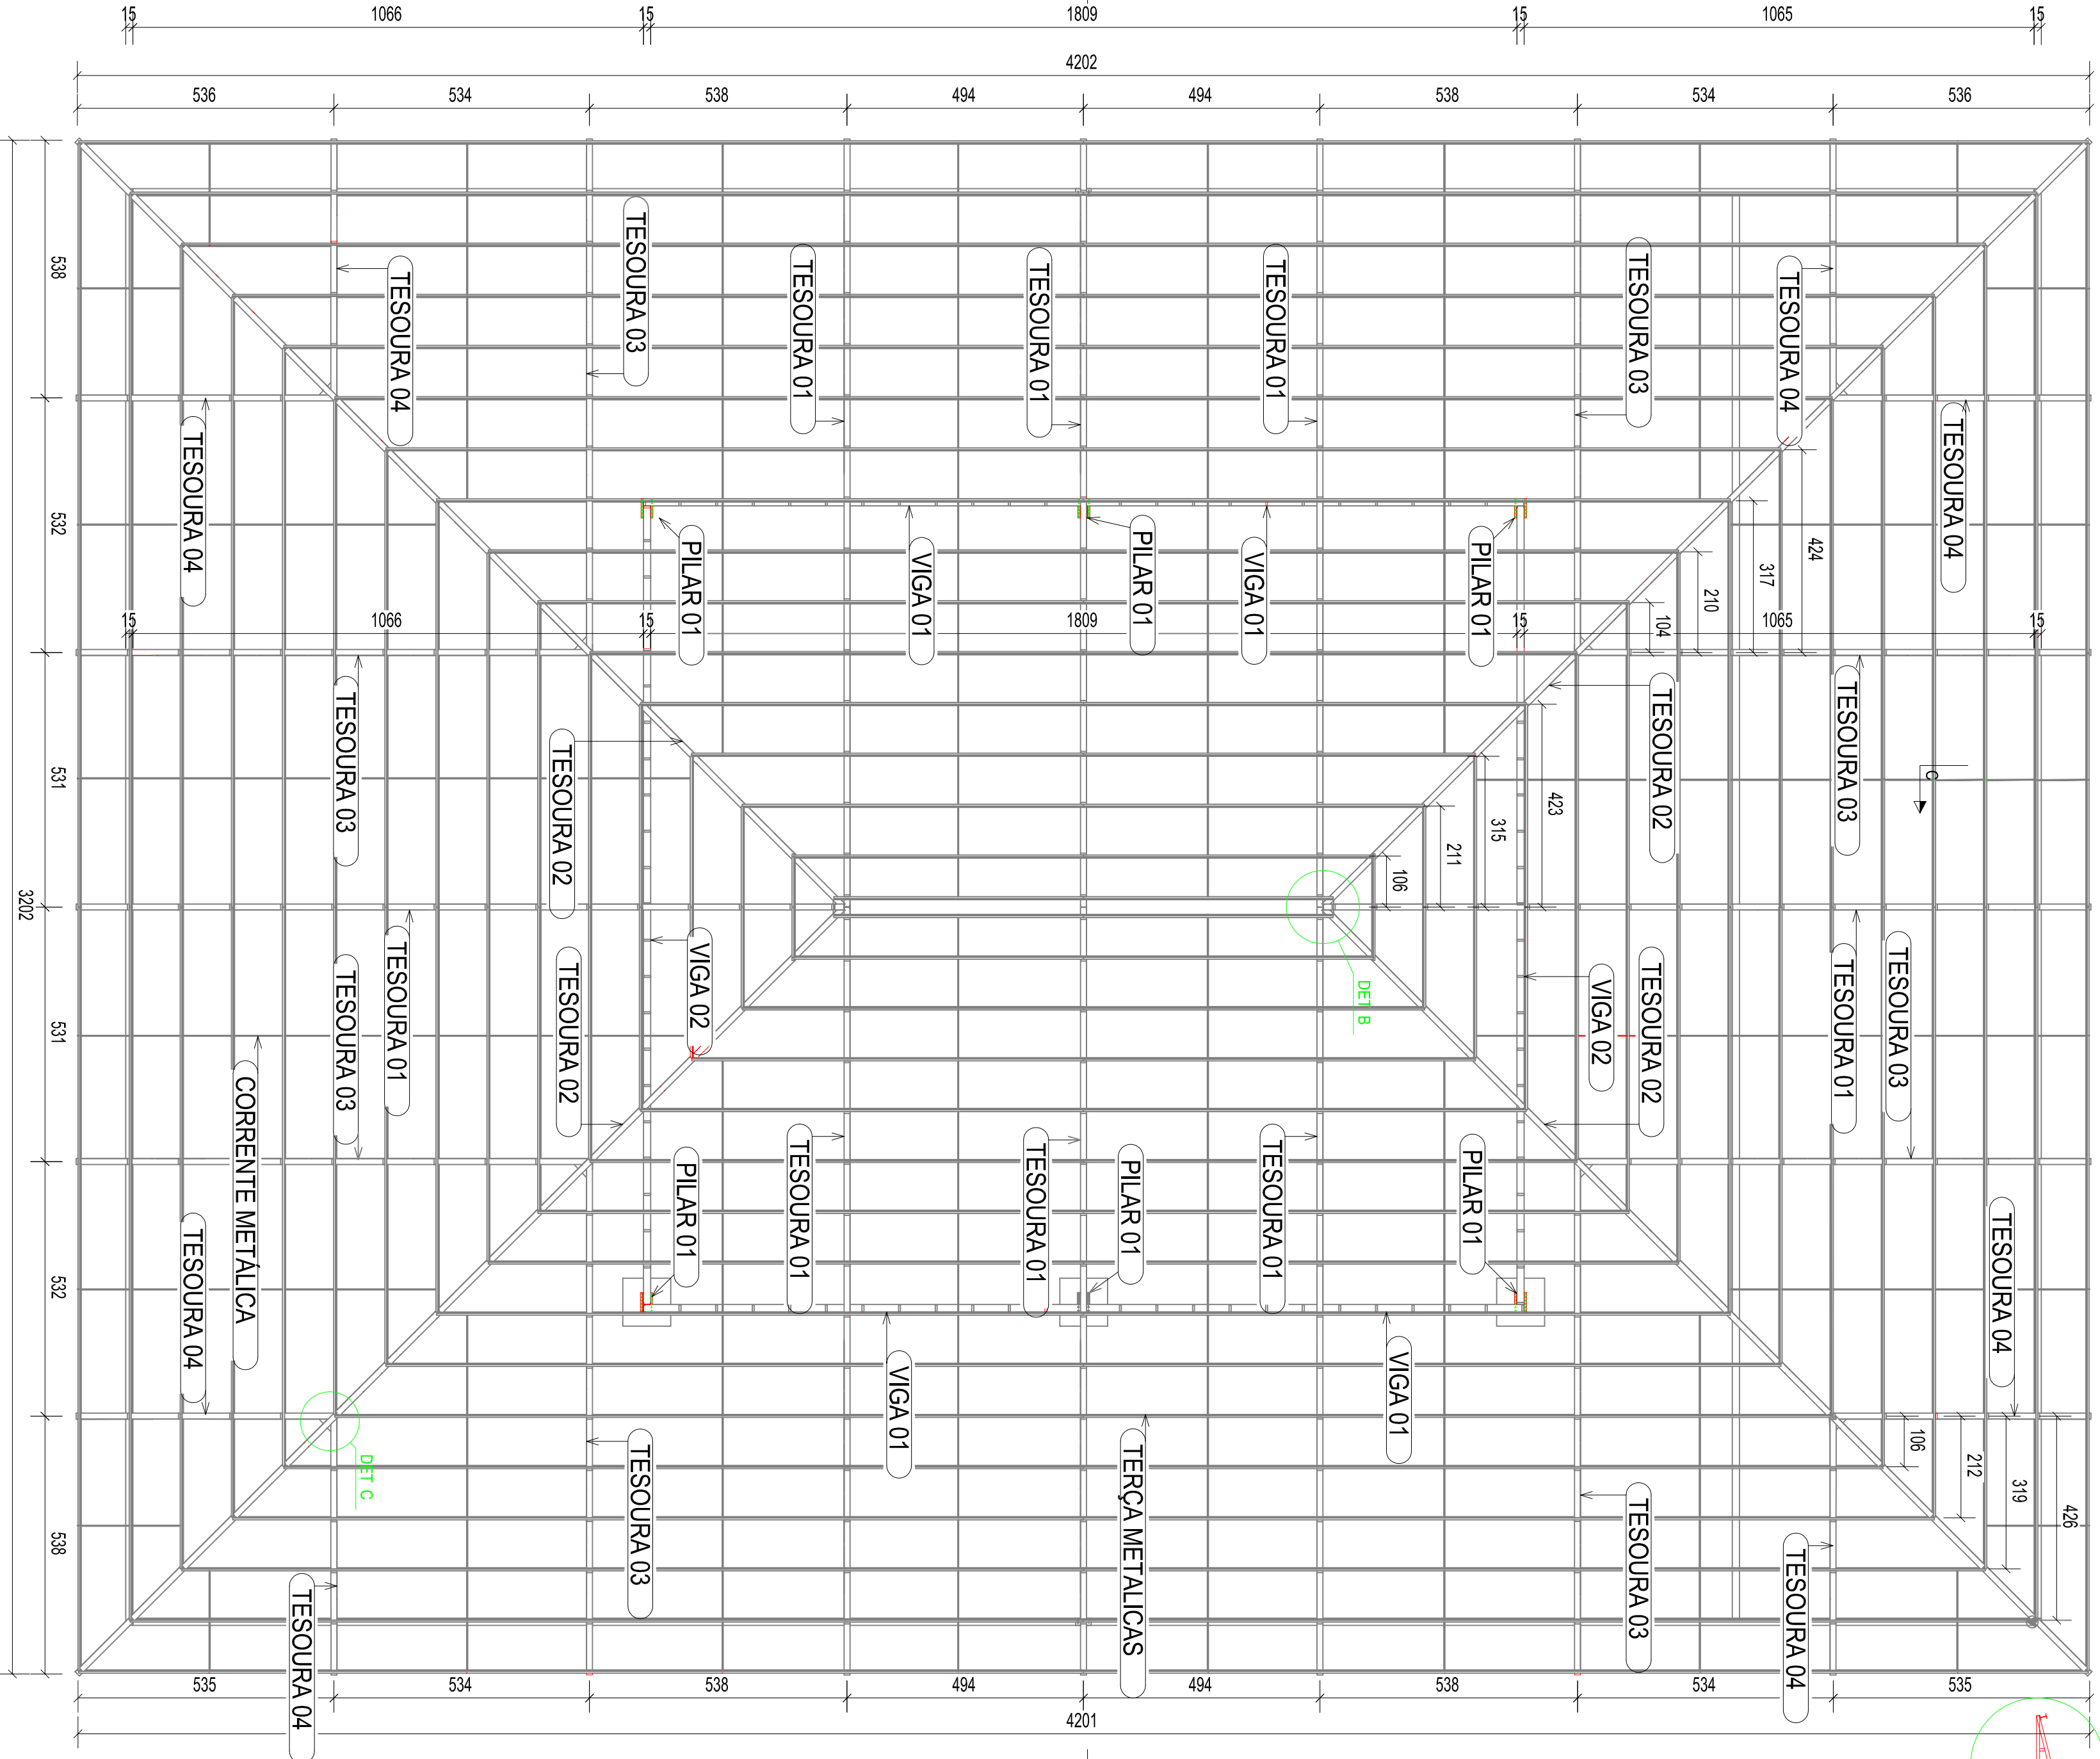 15 1066 15 1809 15 1065 15
4202
536 534 538 494 494 538 534 536
TESOURA 03
TESOURA 04
TESOURA 01
TESOURA 01
TESOURA 01
TESOURA 03
TESOURA 04
538
TESOURA 04
TESOURA 04
532
PILAR 01
VIGA 01
PILAR 01
VIGA 01
PILAR 01
424
317
210
104
15 1066 15 1809 15 1065 15
TESOURA 03
TESOURA 02
TESOURA 02
TESOURA 03
C
531
423
315
211
106
3202
TESOURA 01
TESOURA 03
TESOURA 02
VIGA 02
DET B
VIGA 02
TESOURA 02
TESOURA 01
TESOURA 03
531
CORRENTE METÁLICA
TESOURA 04
PILAR 01
TESOURA 01
TESOURA 01
PILAR 01
TESOURA 01
PILAR 01
TESOURA 04
532
VIGA 01
VIGA 01
106
212
319
426
DET C
538
TESOURA 04
TESOURA 03
TERÇA METALICAS
TESOURA 03
TESOURA 04
535 534 538 494 494 538 534 535
4201